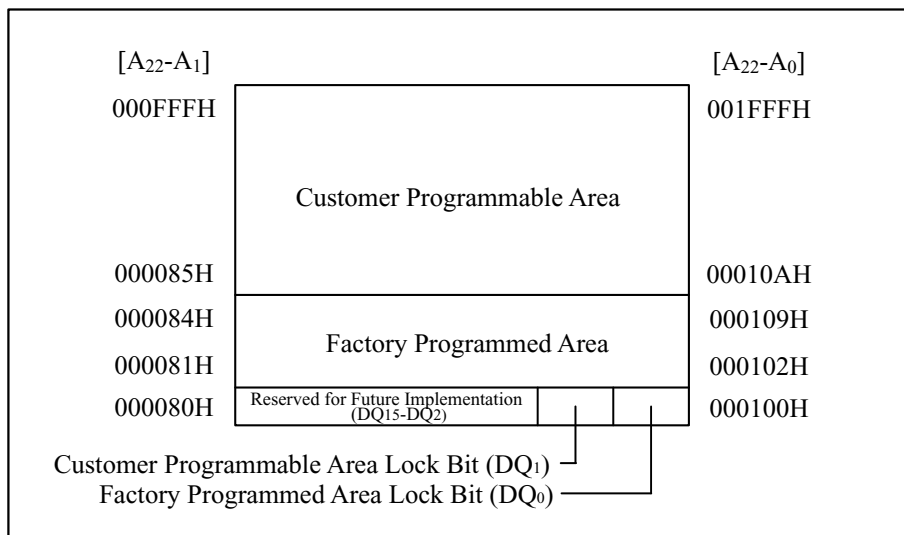 [A22-A1] [A22-A0]
000FFFH 001FFFH
Customer Programmable Area
000085H 00010AH
000084H 000109H
Factory Programmed Area
000081H 000102H
000080H Reserved for Future Implementation 000100H
(DQ15-DQ2)
Customer Programmable Area Lock Bit (DQ1)
Factory Programmed Area Lock Bit (DQ0)